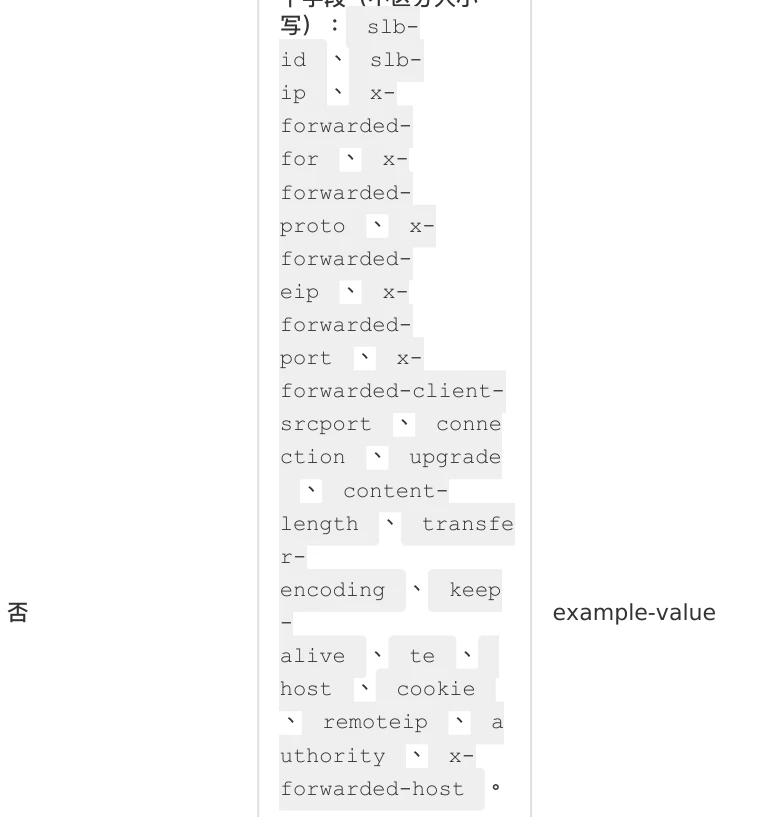 写）： slb-
id 、 slb-
ip 、 x-
forwarded-
for 、 x-
forwarded-
proto 、 x-
forwarded-
eip 、 x-
forwarded-
port 、 x-
forwarded-client-
srcport 、 conne
ction 、 upgrade
、 content-
length 、 transfe
r-
encoding 、 keep
-
alive 、 te 、
host 、 cookie
、 remoteip 、 a
uthority 、 x-
forwarded-host 。
否
example-value